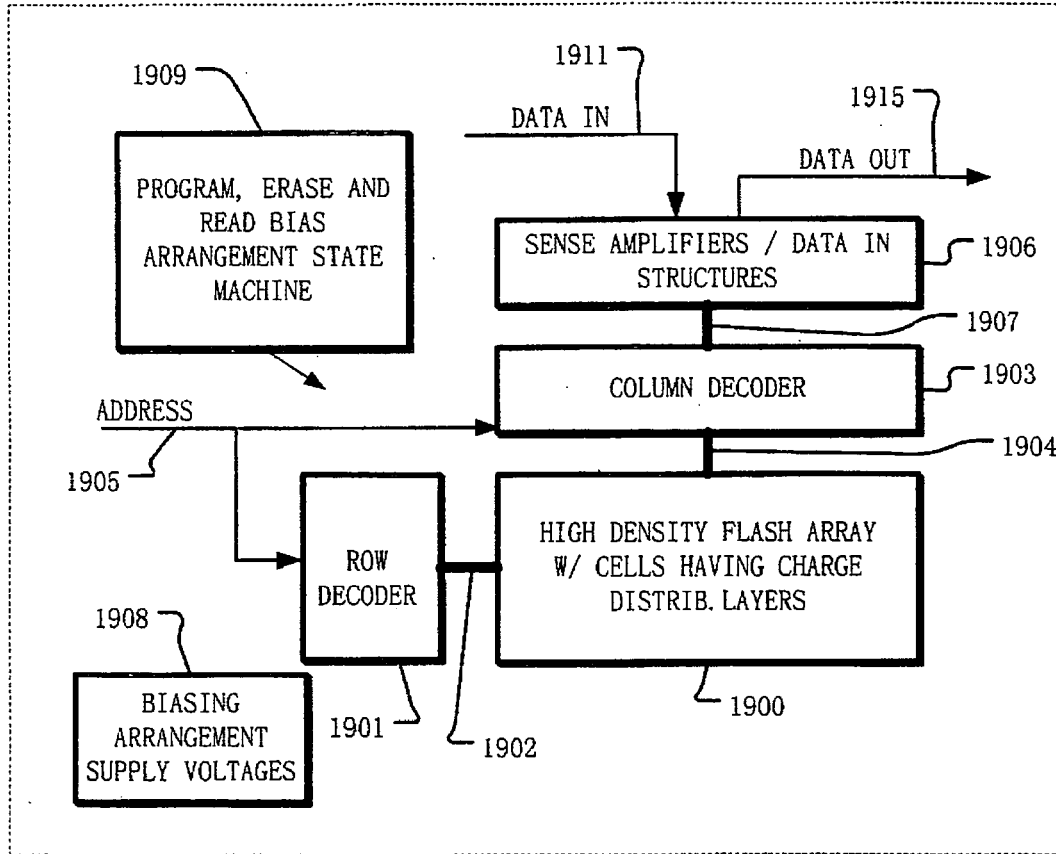 1909
PROGRAM, ERASE AND
READ BIAS
ARRANGEMENT STATE
MACHINE
1911
DATA IN
1915
DATA OUT
SENSE AMPLIFIERS / DATA IN
STRUCTURES
1906
1907
COLUMN DECODER
1903
ADDRESS
1905
1904
ROW
DECODER
HIGH DENSITY FLASH ARRAY
W/ CELLS HAVING CHARGE
DISTRIB. LAYERS
1908
BIASING
ARRANGEMENT
SUPPLY VOLTAGES
1901
1902
1900